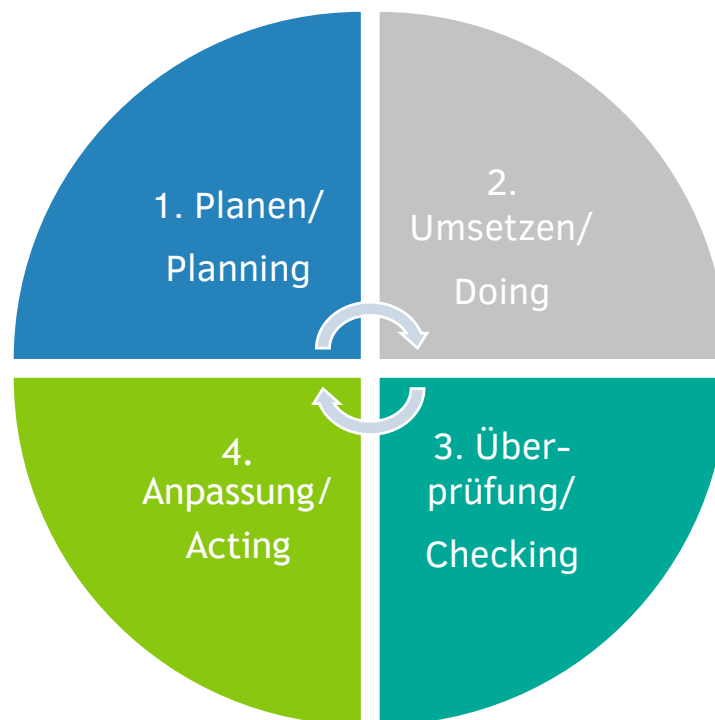 1. Planen/
Planning
2.
Umsetzen/
Doing
3. Über-
prüfung/
Checking
4.
Anpassung/
Acting